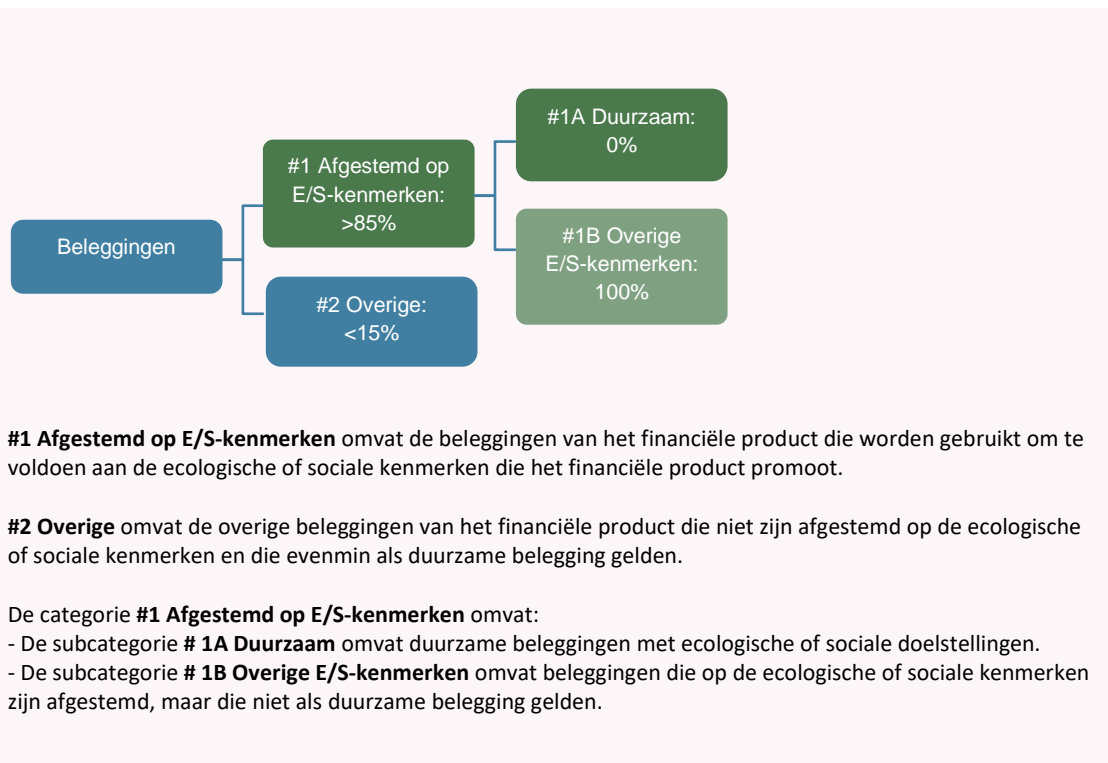 #1A Duurzaam:
0%
#1 Afgestemd op
E/S-kenmerken:
>85%
Beleggingen
#1B Overige
E/S-kenmerken:
100%
#2 Overige:
<15%
#1 Afgestemd op E/S-kenmerken omvat de beleggingen van het financiële product die worden gebruikt om te
voldoen aan de ecologische of sociale kenmerken die het financiële product promoot.
#2 Overige omvat de overige beleggingen van het financiële product die niet zijn afgestemd op de ecologische
of sociale kenmerken en die evenmin als duurzame belegging gelden.
De categorie #1 Afgestemd op E/S-kenmerken omvat:
- De subcategorie # 1A Duurzaam omvat duurzame beleggingen met ecologische of sociale doelstellingen.
- De subcategorie # 1B Overige E/S-kenmerken omvat beleggingen die op de ecologische of sociale kenmerken
zijn afgestemd, maar die niet als duurzame belegging gelden.